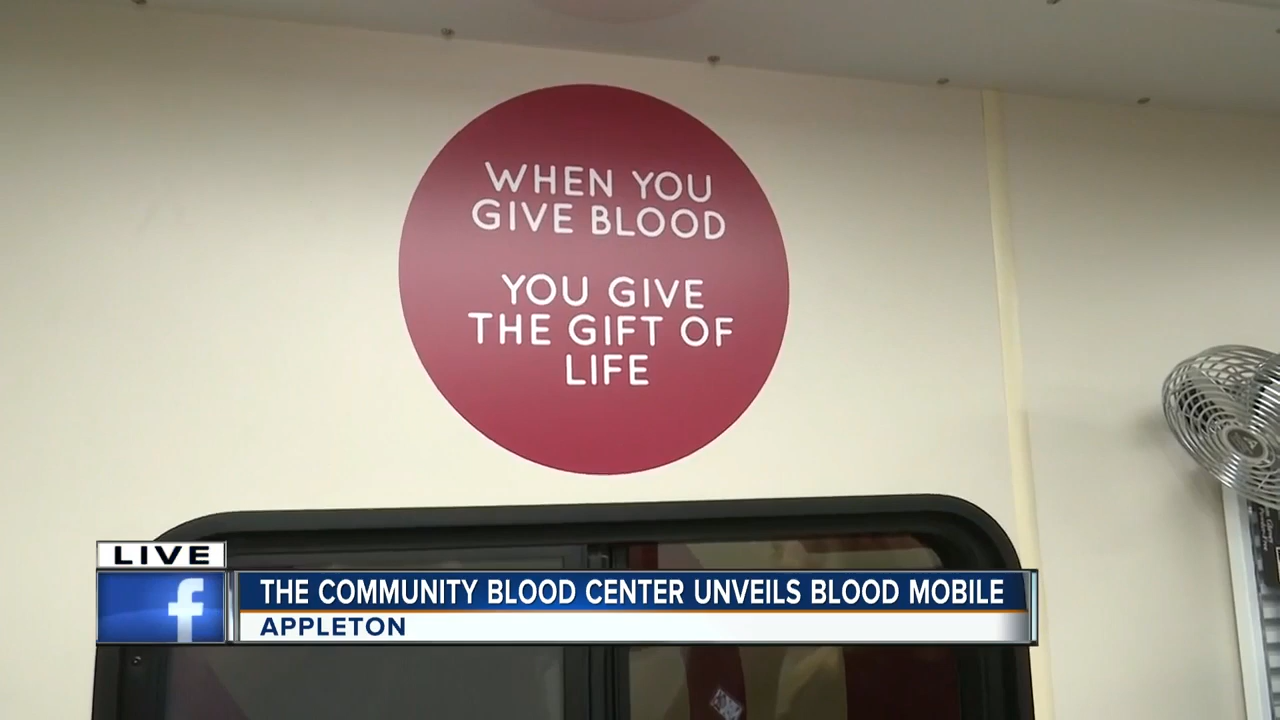 WHEN YOU
GIVE BLOOD
YOU GIVE
THE GIFT OF
LIFE
LIVE
f
THE COMMUNITY BLOOD CENTER UNVEILS BLOOD MOBILE
APPLETON